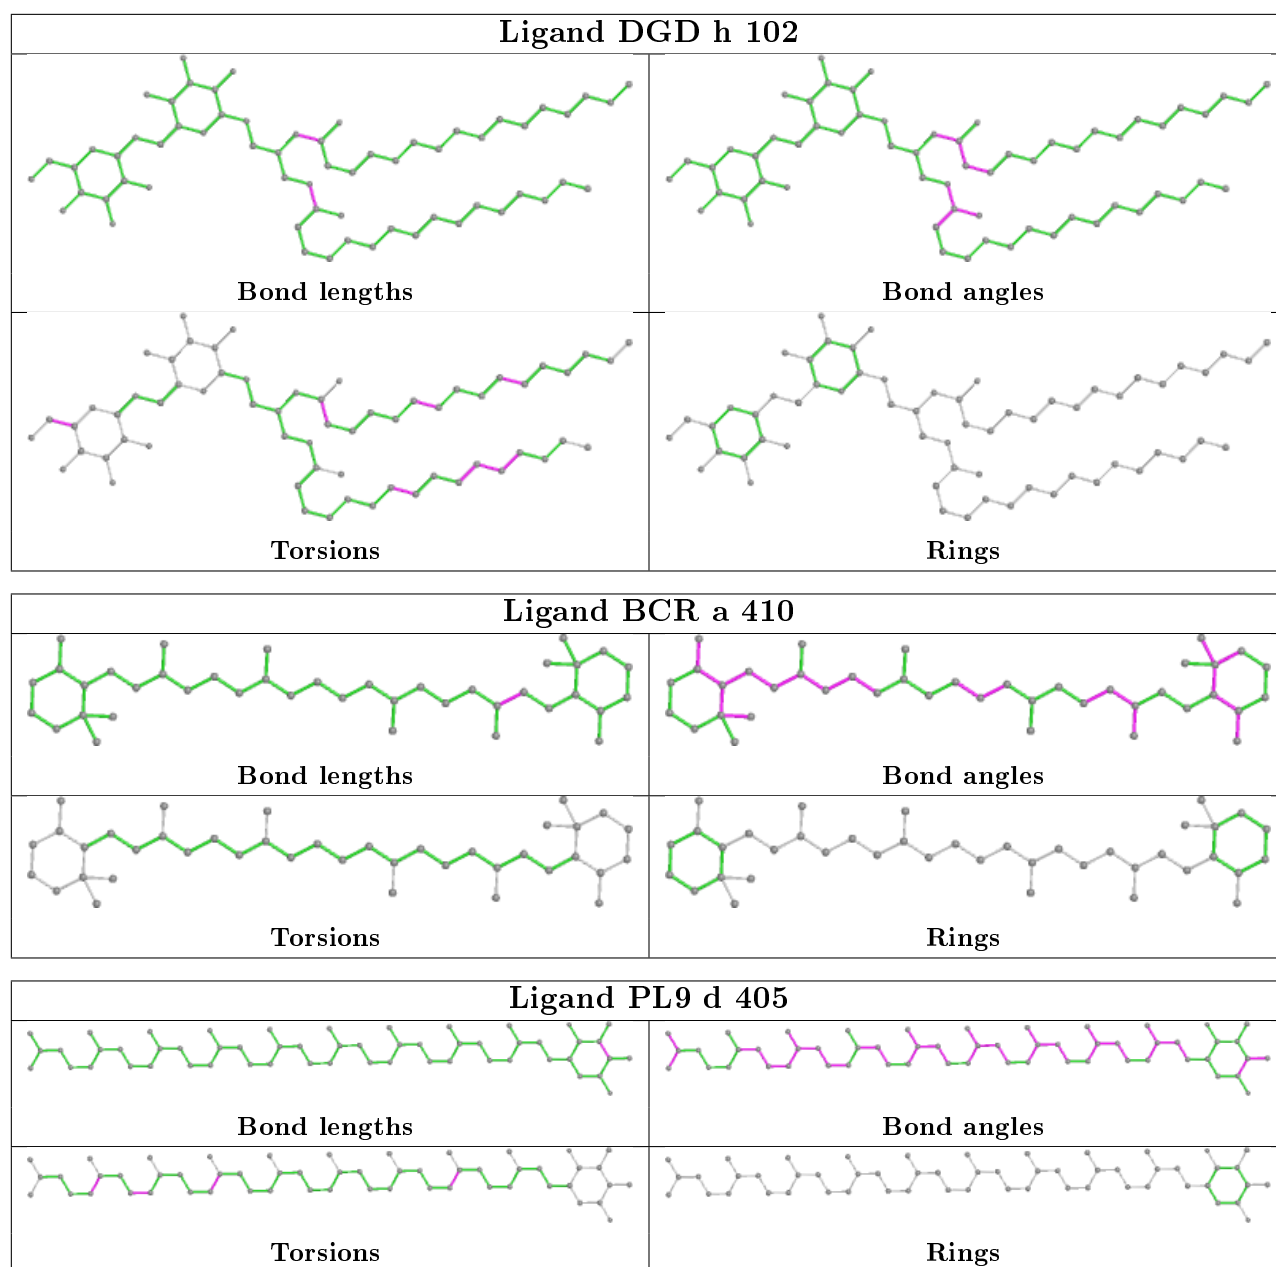 Ligand DGD h 102
Bond lengths
Bond angles
Torsions
Rings
Ligand BCR a 410
Bond lengths
Bond angles
Torsions
Rings
Ligand PL9 d 405
Bond lengths
Bond angles
Torsions
Rings